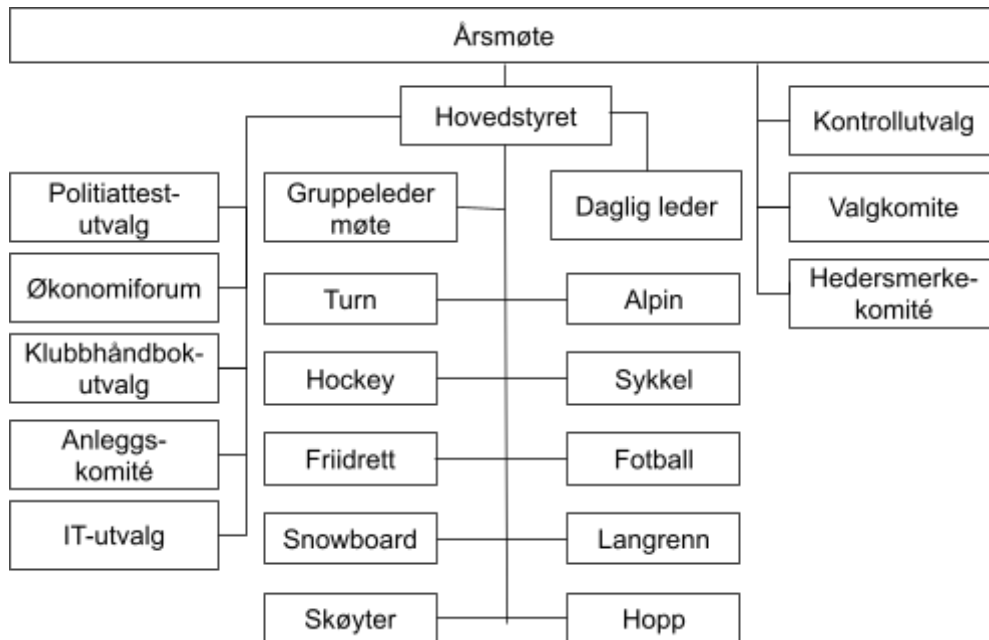 Årsmøte
Hovedstyret
Kontrollutvalg
Politiattest-
utvalg
Gruppeleder
møte
Daglig leder
Valgkomite
Økonomiforum
Turn
Alpin
Hedersmerke-
komité
Klubbhåndbok-
utvalg
Hockey
Sykkel
Anleggs-
komité
Friidrett
Fotball
IT-utvalg
Snowboard
Langrenn
Skøyter
Hopp